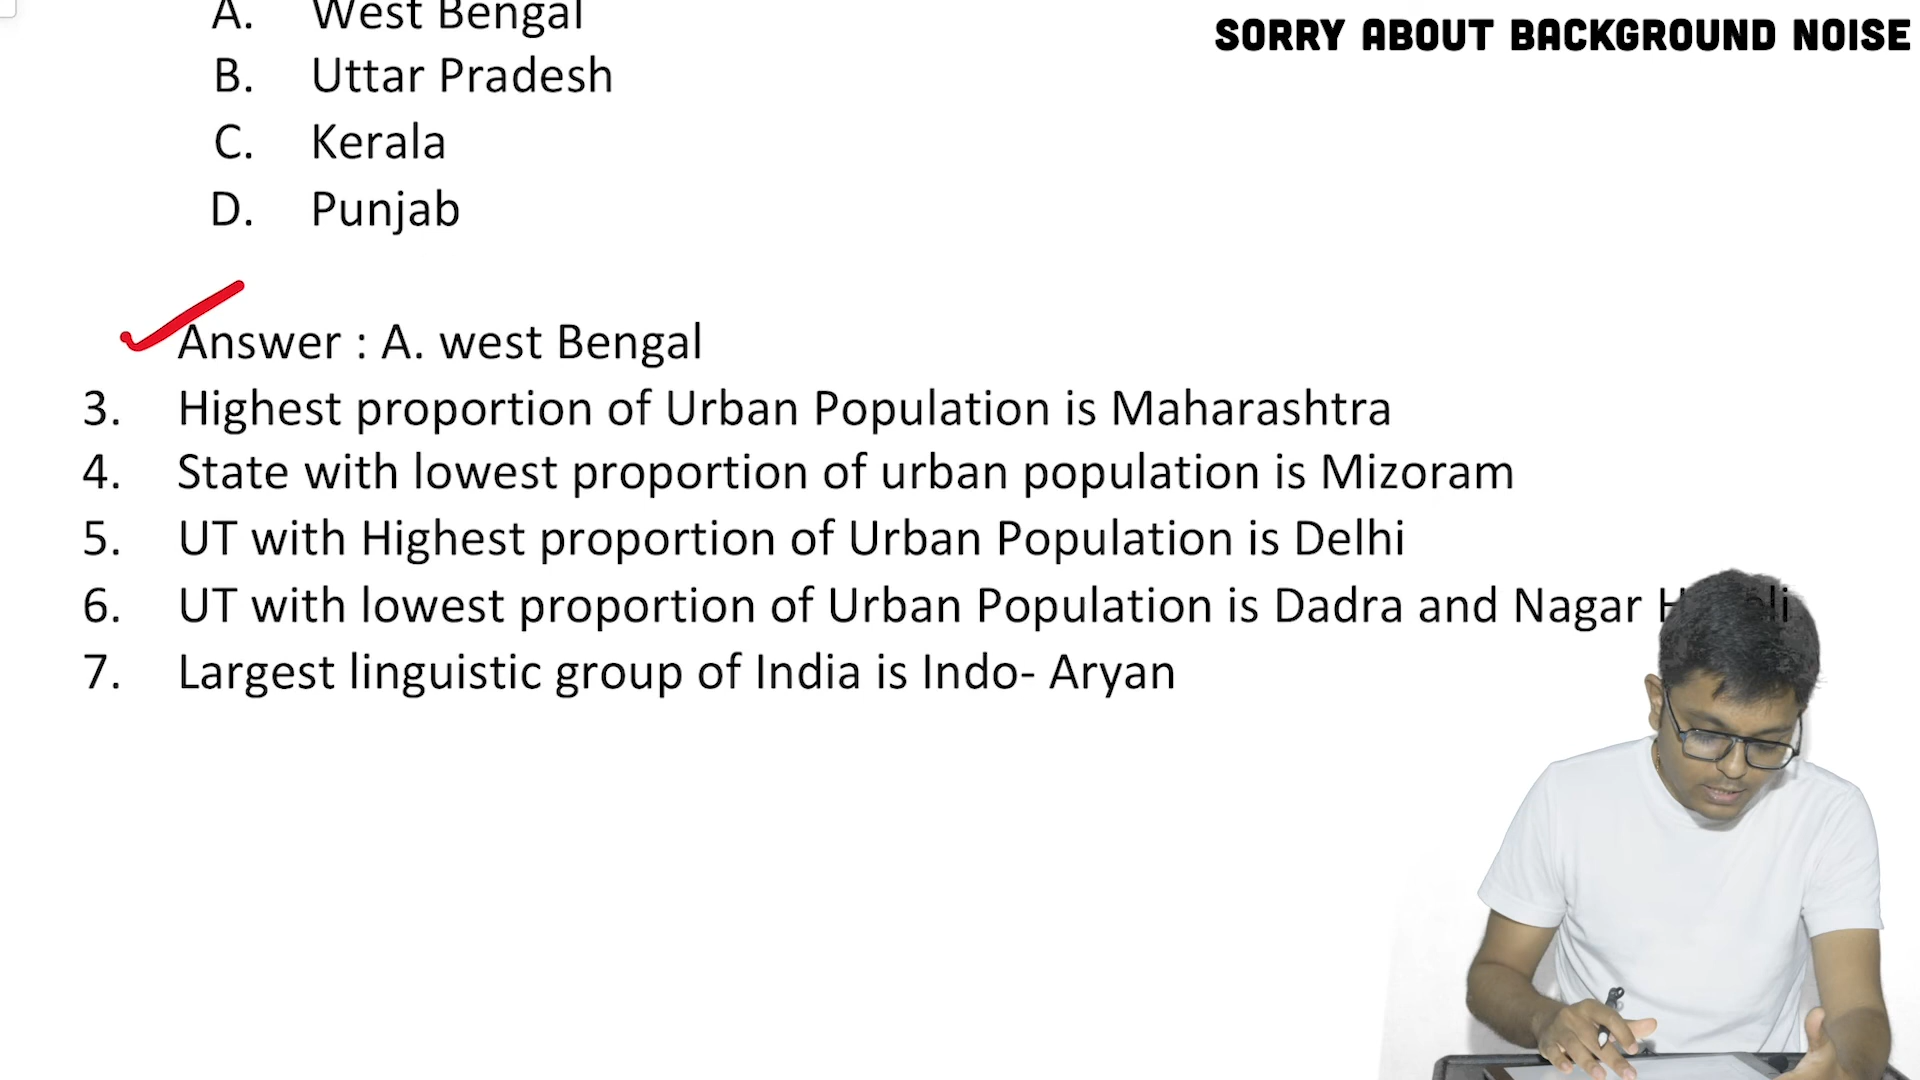 A. West Bengal
SORRY ABOUT BACKGROUND NOISE
B. Uttar Pradesh
C. Kerala
D. Punjab
Answer : A. west Bengal
3. Highest proportion of Urban Population is Maharashtra
4. State with lowest proportion of urban population is Mizoram
5. UT with Highest proportion of Urban Population is Delhi
6. UT with lowest proportion of Urban Population is Dadra and Nagar
7. Largest linguistic group of India is Indo- Aryan